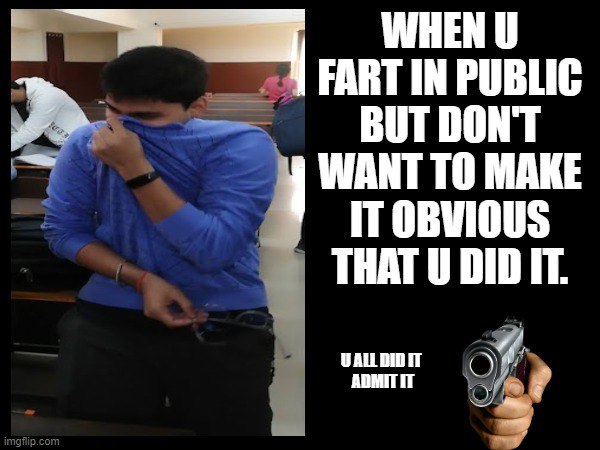 WHEN U
FART IN PUBLIC
BUT DON'T
WANT TO MAKE
IT OBVIOUS
THAT U DID IT.
U ALL DID IT
ADMIT IT
imgflip.com